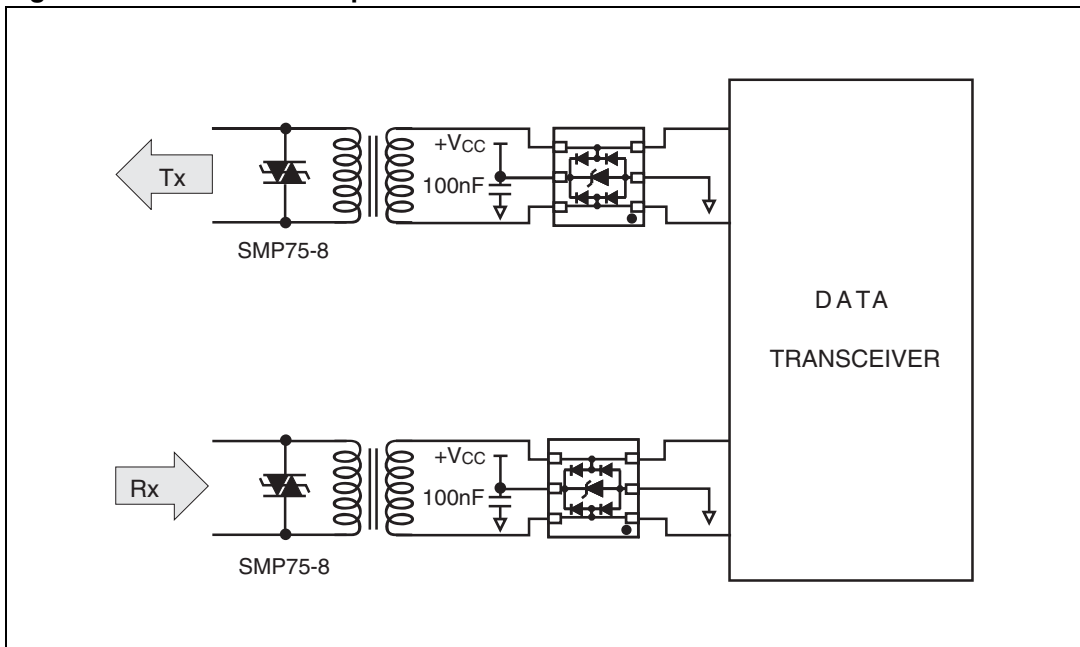 Tx
+VCC
100nF
SMP75-8
DATA
TRANSCEIVER
Rx
+VCC
100nF
SMP75-8